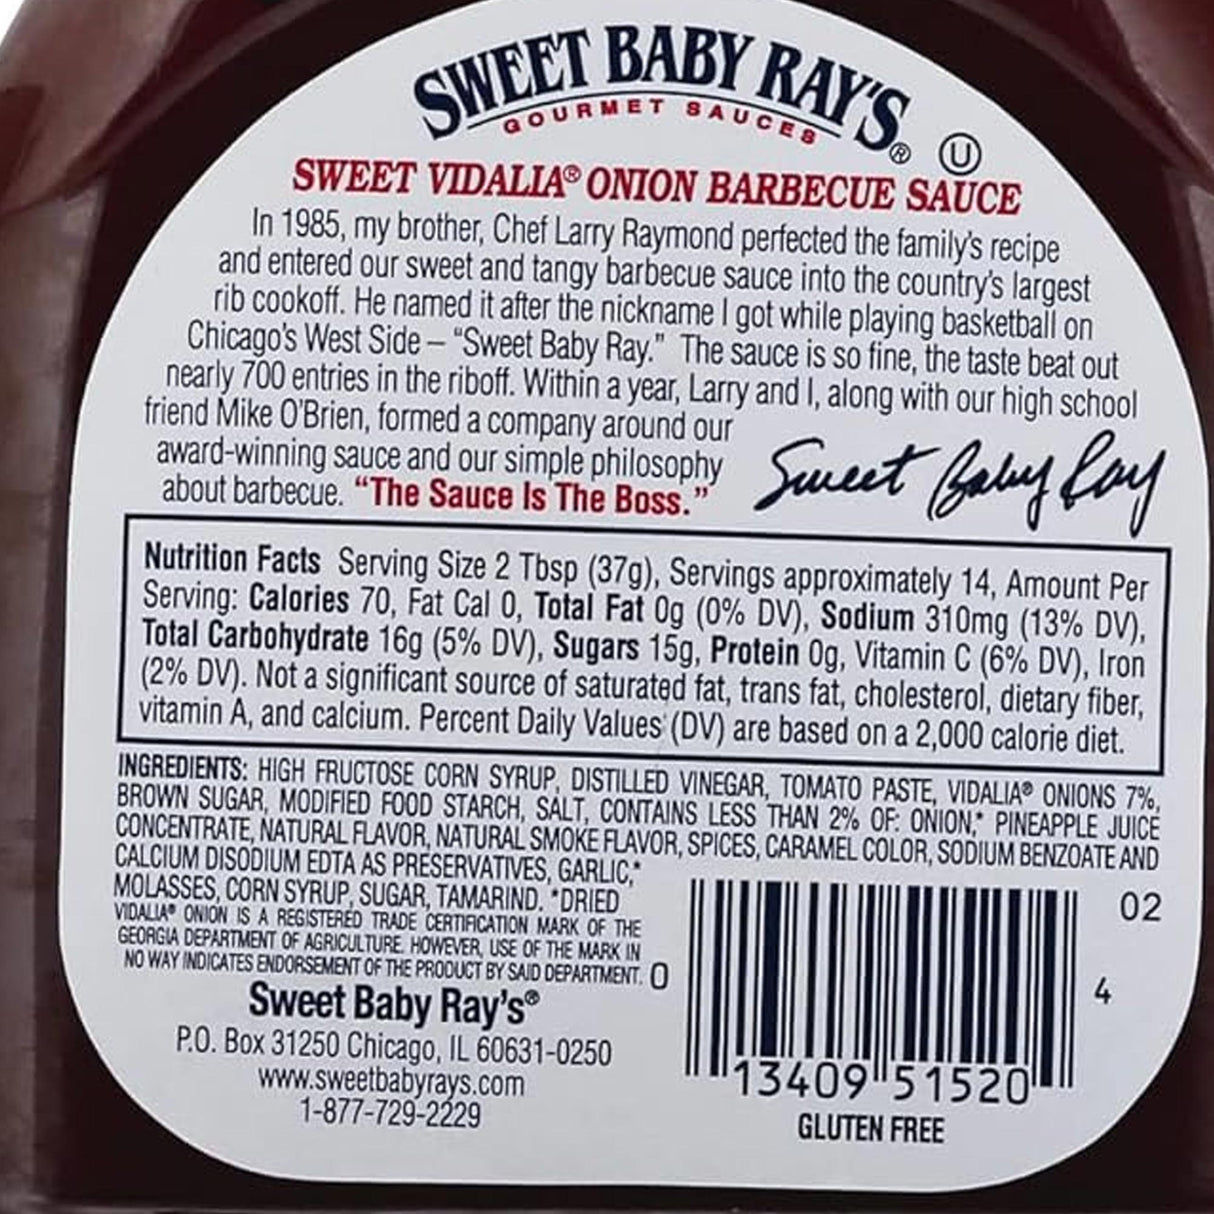 SWEET BABY RAY'S®
GOURMET SAUCES
U
SWEET VIDALIA® ONION BARBECUE SAUCE
In 1985, my brother, Chef Larry Raymond perfected the family's recipe
and entered our sweet and tangy barbecue sauce into the country's largest
rib cookoff. He named it after the nickname I got while playing basketball on
Chicago's West Side – “Sweet Baby Ray.” The sauce is so fine, the taste beat out
nearly 700 entries in the riboff. Within a year, Larry and I, along with our high school
friend Mike O'Brien, formed a company around our
award-winning sauce and our simple philosophy
about barbecue. “The Sauce Is The Boss.”
Sweet Baby Ray
Nutrition Facts Serving Size 2 Tbsp (37g), Servings approximately 14, Amount Per
Serving: Calories 70, Fat Cal 0, Total Fat 0g (0% DV), Sodium 310mg (13% DV),
Total Carbohydrate 16g (5% DV), Sugars 15g, Protein 0g, Vitamin C (6% DV), Iron
(2% DV). Not a significant source of saturated fat, trans fat, cholesterol, dietary fiber,
vitamin A, and calcium. Percent Daily Values (DV) are based on a 2,000 calorie diet.
INGREDIENTS: HIGH FRUCTOSE CORN SYRUP, DISTILLED VINEGAR, TOMATO PASTE, VIDALIA® ONIONS 7%,
BROWN SUGAR, MODIFIED FOOD STARCH, SALT, CONTAINS LESS THAN 2% OF: ONION,* PINEAPPLE JUICE
CONCENTRATE, NATURAL FLAVOR, NATURAL SMOKE FLAVOR, SPICES, CARAMEL COLOR, SODIUM BENZOATE AND
CALCIUM DISODIUM EDTA AS PRESERVATIVES, GARLIC,*
MOLASSES, CORN SYRUP, SUGAR, TAMARIND. *DRIED
VIDALIA® ONION IS A REGISTERED TRADE CERTIFICATION MARK OF THE
GEORGIA DEPARTMENT OF AGRICULTURE. HOWEVER, USE OF THE MARK IN
NO WAY INDICATES ENDORSEMENT OF THE PRODUCT BY SAID DEPARTMENT.
Sweet Baby Ray's®
P.O. Box 31250 Chicago, IL 60631-0250
www.sweetbabyrays.com
1-877-729-2229
02
4
0 13409 51520
GLUTEN FREE